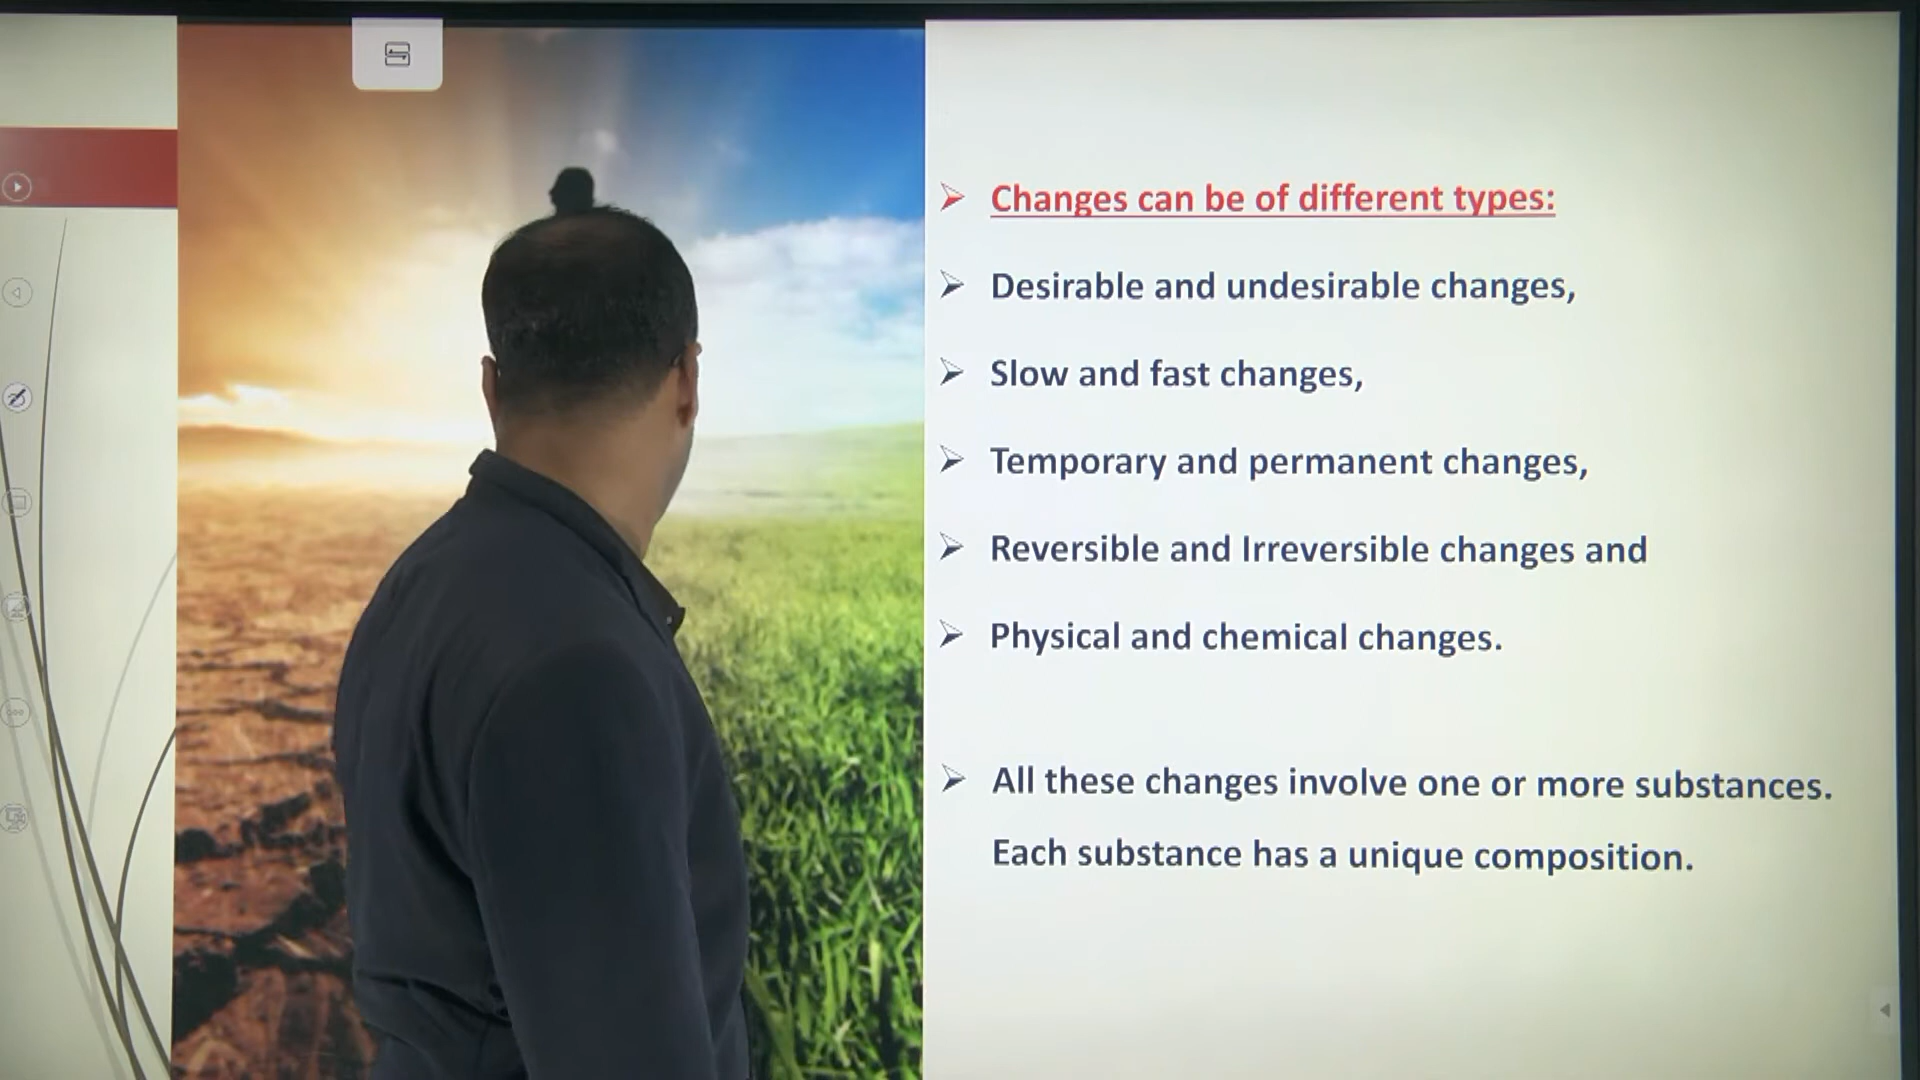 Changes can be of different types:
Desirable and undesirable changes,
Slow and fast changes,
Temporary and permanent changes,
Reversible and Irreversible changes and
Physical and chemical changes.
All these changes involve one or more substances.
Each substance has a unique composition.